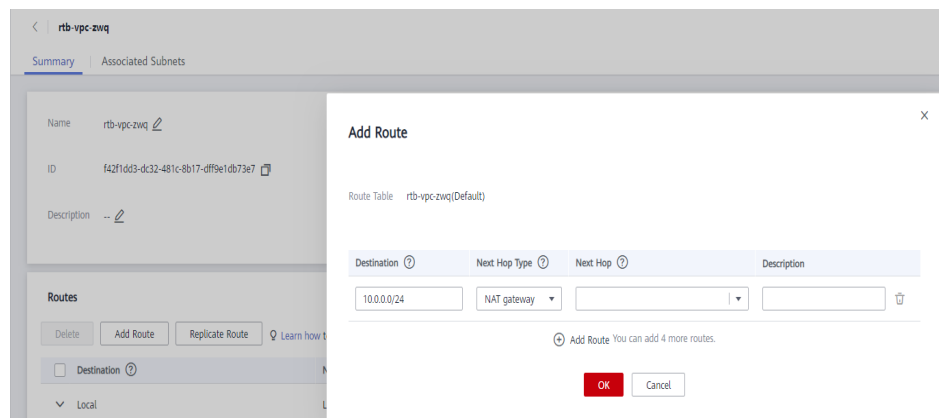 rtb-vpc-zwq
Summary Associated Subnets
Name rtb-vpc-zwq
ID f42f1dd3-dc32-481c-8b17-dff9e1db73e7
Description --
Routes
Delete Add Route Replicate Route Learn how t
Destination N
Local L
Add Route
Route Table rtb-vpc-zwq(Default)
Destination Next Hop Type Next Hop Description
10.0.0.0/24 NAT gateway
Add Route You can add 4 more routes.
OK Cancel